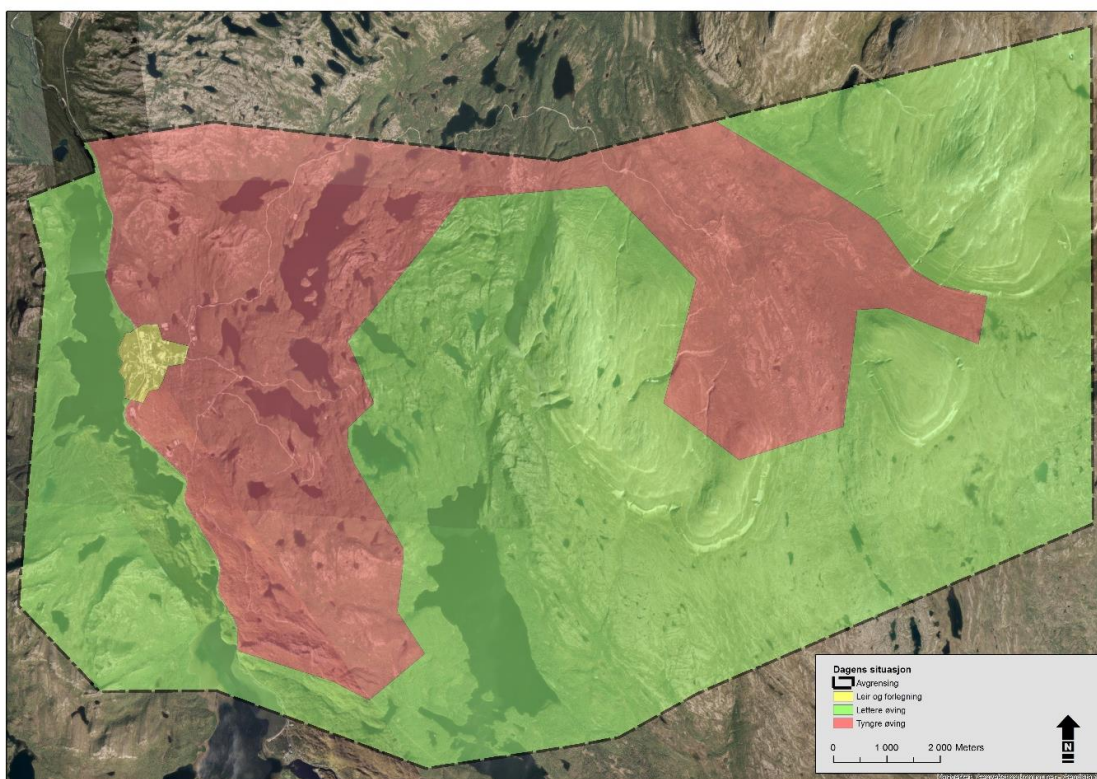 Dagens situasjon
Avgrensing
Leir og forlegning
Lettere øving
Tyngre øving
0 1 000 2 000 Meters
N